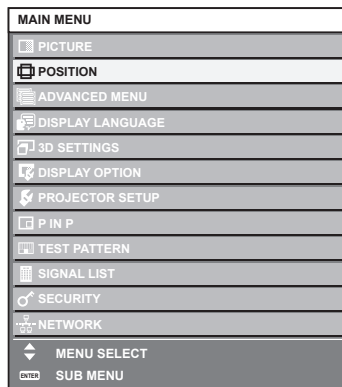 MAIN MENU
PICTURE
POSITION
ADVANCED MENU
DISPLAY LANGUAGE
3D SETTINGS
DISPLAY OPTION
PROJECTOR SETUP
P IN P
TEST PATTERN
SIGNAL LIST
SECURITY
NETWORK
MENU SELECT
ENTER SUB MENU